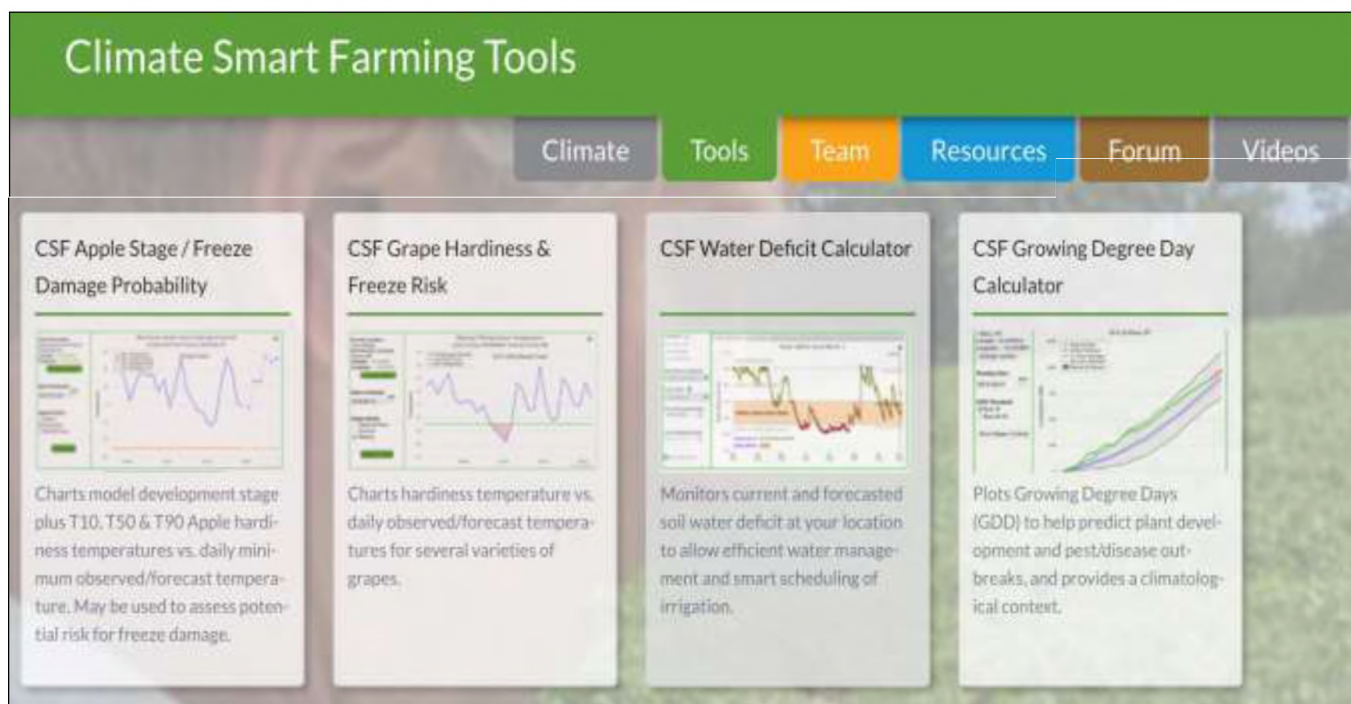 Climate Smart Farming Tools
Climate
Tools
Team
Resources
Forum
Videos
CSF Apple Stage / Freeze
Damage Probability
Charts model development stage
plus T10, T50 & T90 Apple hardi-
ness temperatures vs. daily mini-
mum observed/forecast tempera-
ture. May be used to assess poten-
tial risk for freeze damage.
CSF Grape Hardiness &
Freeze Risk
Charts hardiness temperature vs.
daily observed/forecast tempera-
tures for several varieties of
grapes.
CSF Water Deficit Calculator
Monitors current and forecasted
soil water deficit at your location
to allow efficient water manage-
ment and smart scheduling of
irrigation.
CSF Growing Degree Day
Calculator
Plots Growing Degree Days
(GDD) to help predict plant devel-
opment and pest/disease out-
breaks, and provides a climatolog-
ical context.